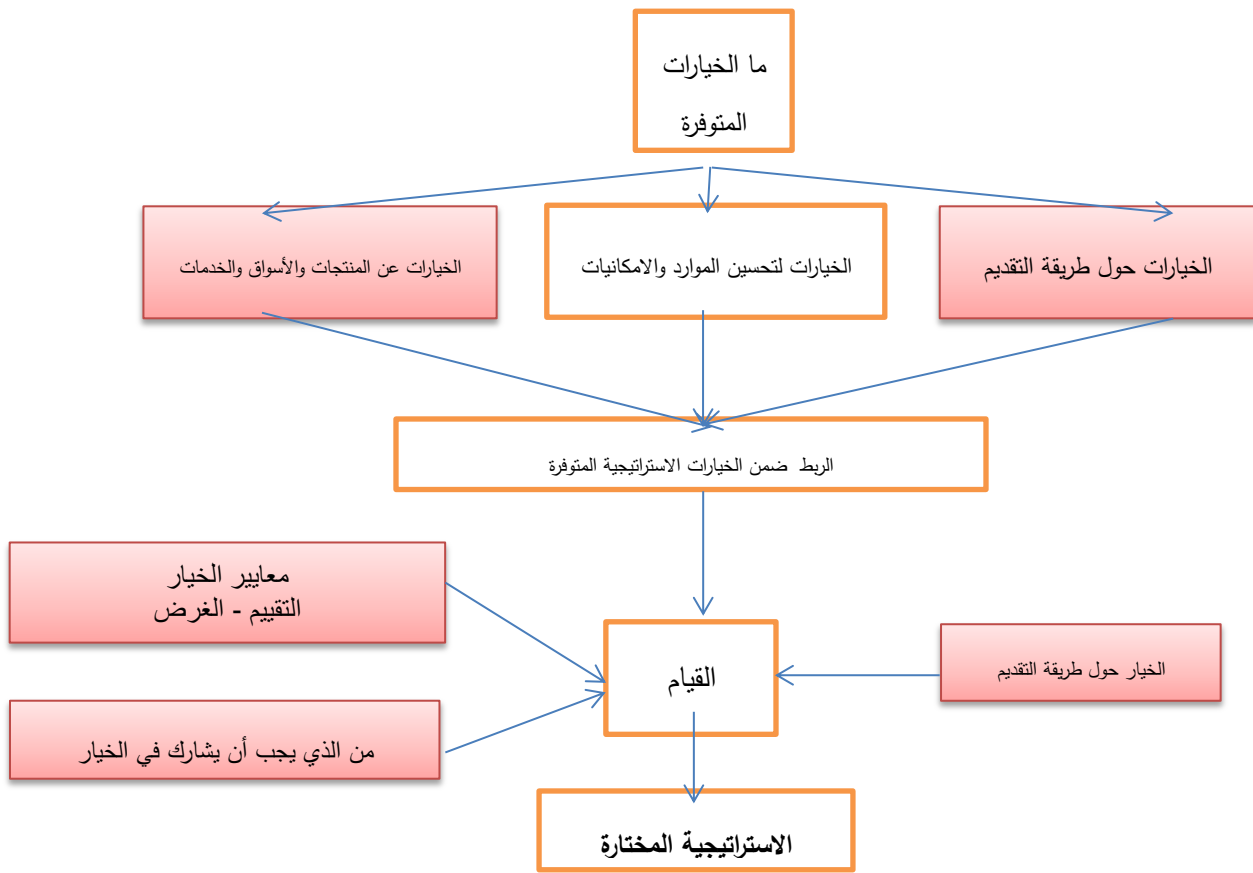 ما الخيارات
المتوفرة
الخيارات حول طريقة التقديم
الخيارات لتحسين الموارد والامكانيات
الخيارات عن المنتجات والأسواق والخدمات
الربط ضمن الخيارات الاستراتيجية المتوفرة
معايير الخيار
التقييم - الغرض
القيام
الخيار حول طريقة التقديم
من الذي يجب أن يشارك في الخيار
الاستراتيجية المختارة